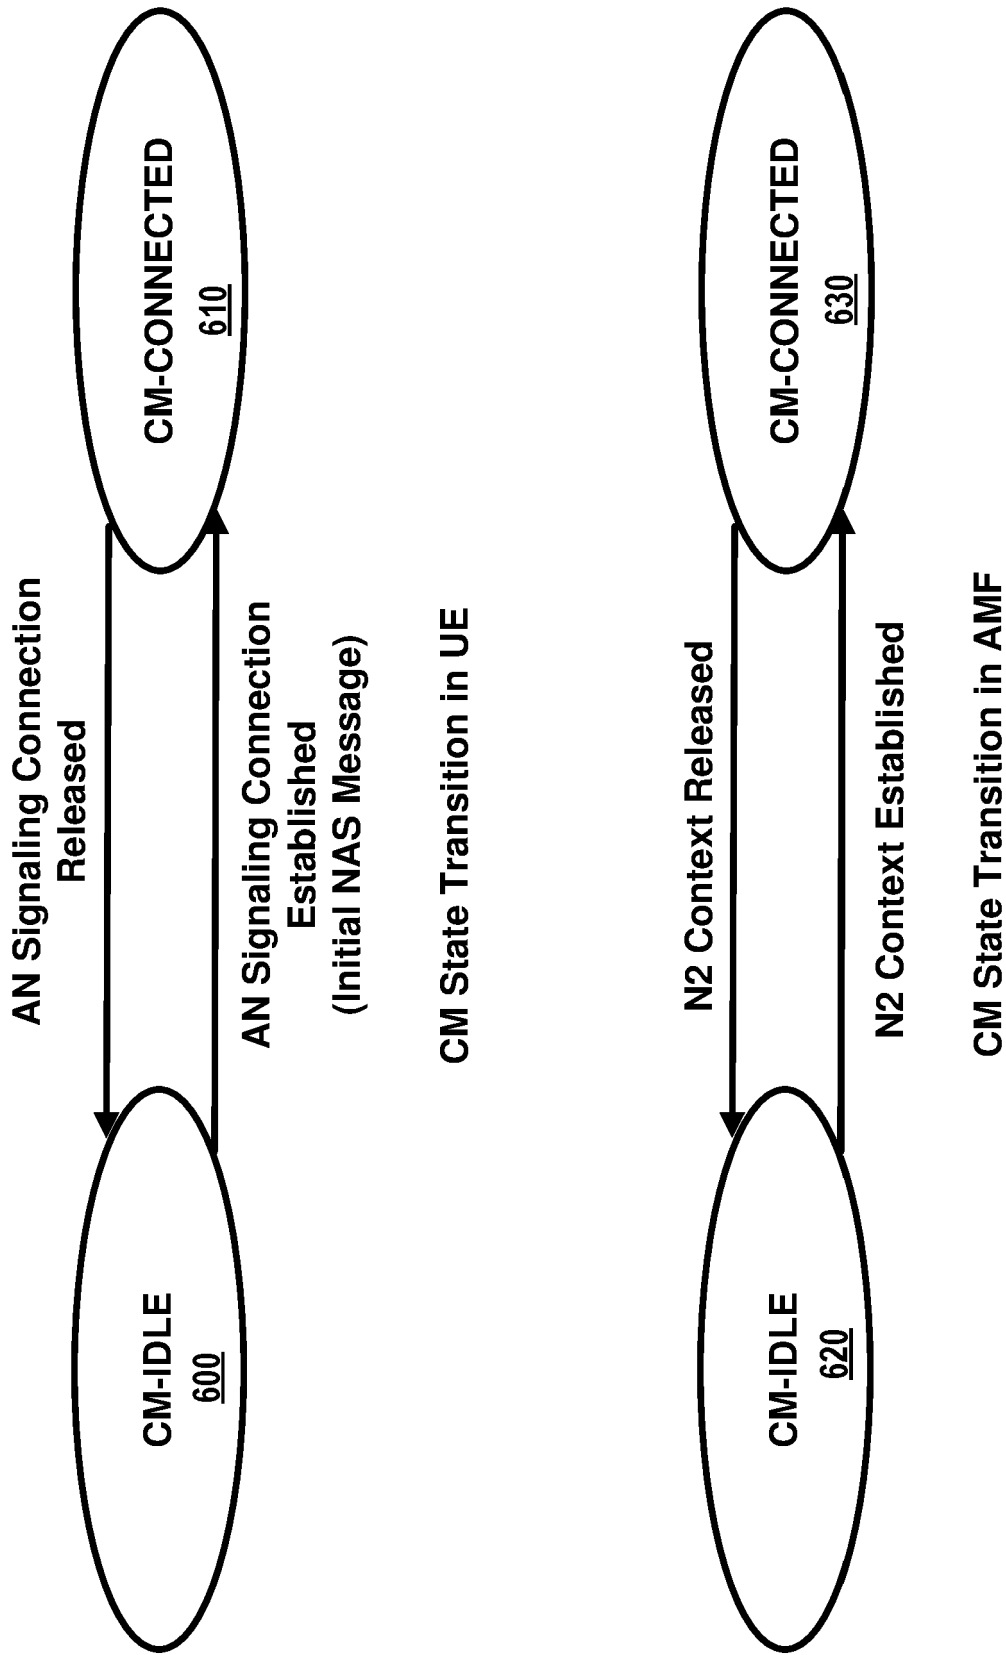 AN Signaling Connection
Released
CM-IDLE
600
CM-CONNECTED
610
AN Signaling Connection
Established
(Initial NAS Message)
CM State Transition in UE
N2 Context Released
CM-IDLE
620
CM-CONNECTED
630
N2 Context Established
CM State Transition in AMF